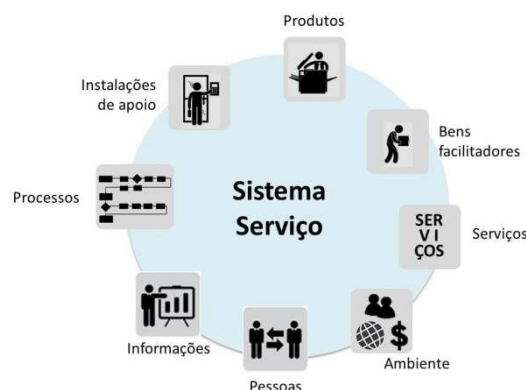 Produtos
Instalações
de apoio
Bens
facilitadores
Processos
Sistema
Serviço
SER
V I
ÇOS
Serviços
Informações
$
Ambiente
Pessoas